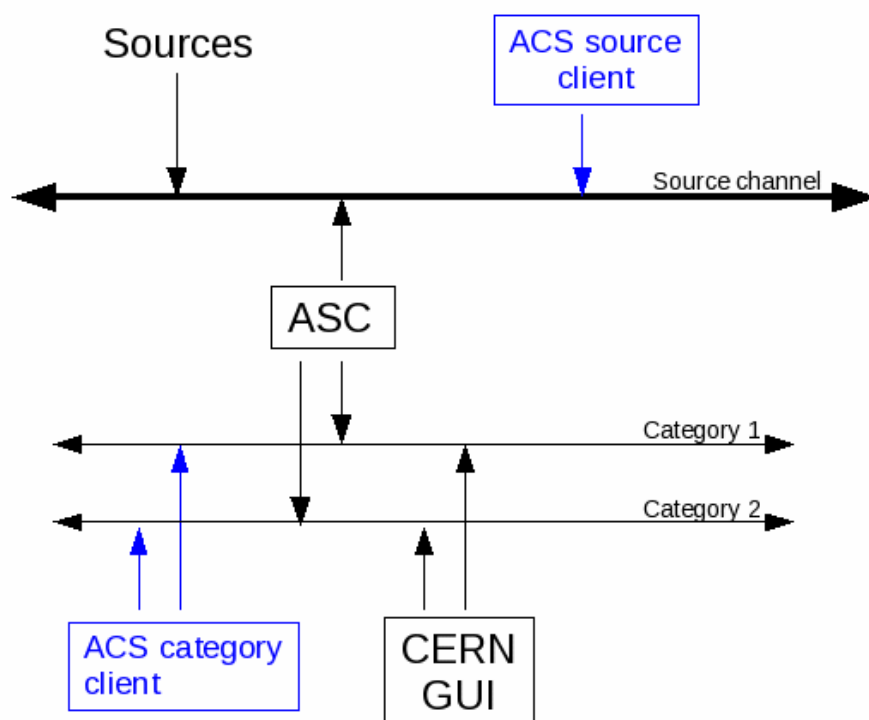 Sources
ACS source
client
Source channel
ASC
Category 1
Category 2
ACS category
client
CERN
GUI